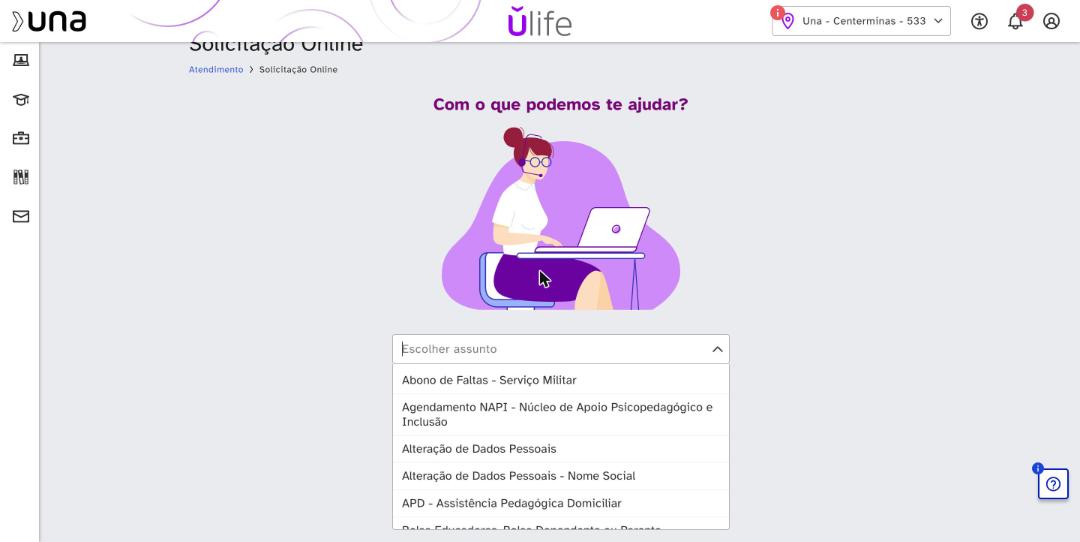 una
ulife
Una - Centerminas - 533
3
Solicitação Online
Atendimento > Solicitação Online
Com o que podemos te ajudar?
Escolher assunto
Abono de Faltas - Serviço Militar
Agendamento NAPI - Núcleo de Apoio Psicopedagógico e
Inclusão
Alteração de Dados Pessoais
Alteração de Dados Pessoais - Nome Social
APD - Assistência Pedagógica Domiciliar